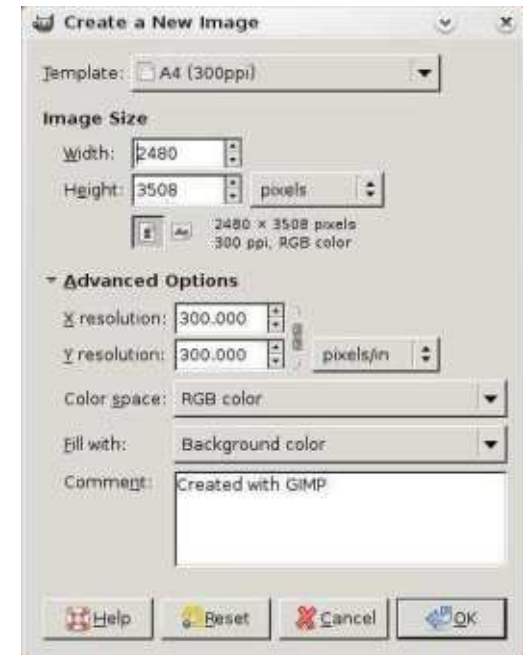 Create a New Image
Template: A4 (300ppi)
Image Size
Width: 2480
Height: 3508 pixels
2480 × 3508 pixels
300 ppi, RGB color
Advanced Options
X resolution: 300.000
Y resolution: 300.000 pixels/in
Color space: RGB color
Fill with: Background color
Comment: Created with GIMP
Help Reset Cancel OK